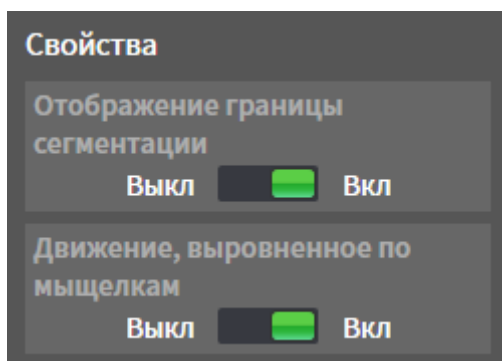 Свойства
Отображение границы
сегментации
Выкл Вкл
Движение, выровненное по
мыщелкам
Выкл Вкл